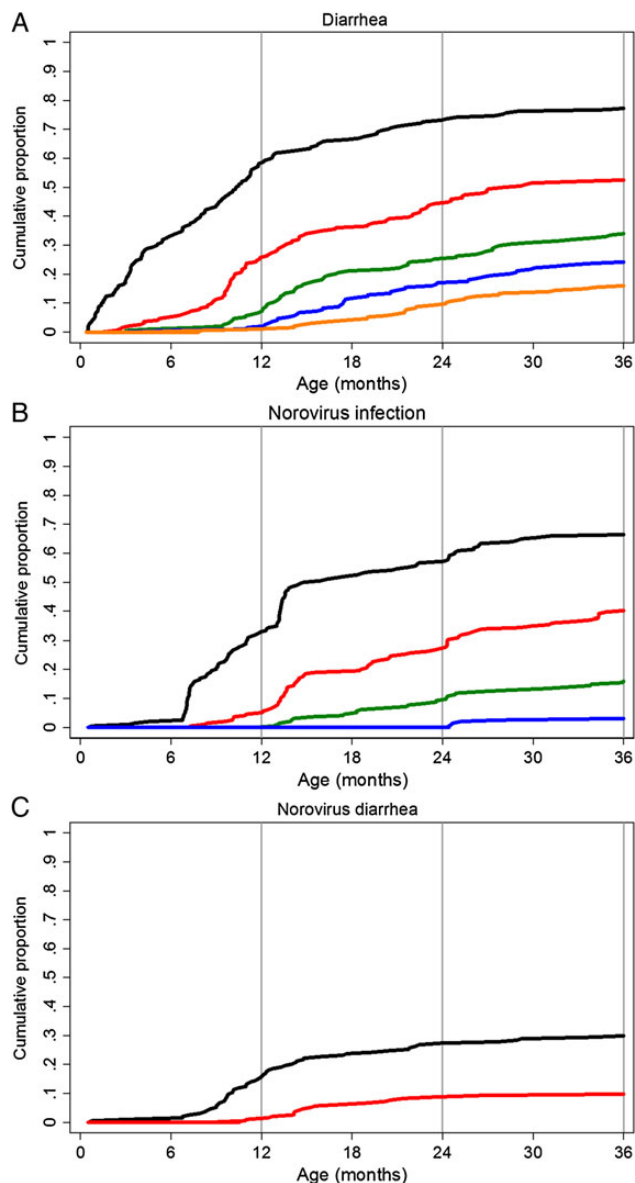 A
Diarrhea
Cumulative proportion
1
.9
.8
.7
.6
.5
.4
.3
.2
.1
0
0 6 12 18 24 30 36
Age (months)
B
Norovirus infection
Cumulative proportion
1
.9
.8
.7
.6
.5
.4
.3
.2
.1
0
0 6 12 18 24 30 36
Age (months)
C
Norovirus diarrhea
Cumulative proportion
1
.9
.8
.7
.6
.5
.4
.3
.2
.1
0
0 6 12 18 24 30 36
Age (months)